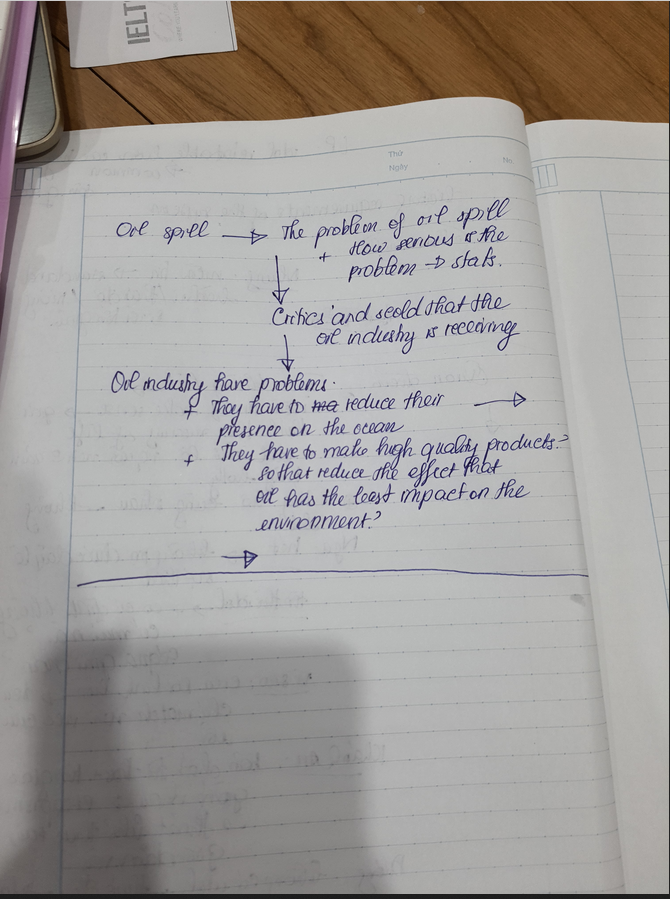 IELT
Thứ
Ngày
No
Oil spill → The problem of oil spill
+ How serious is the
problem → stats.
Critics and scold that the
oil industry is receiving
Oil industry have problems.
+ They have to ma reduce their →
presence on the ocean
+ They have to make high quality products?
so that reduce the effect that
oil has the least impact on the
environment?
→